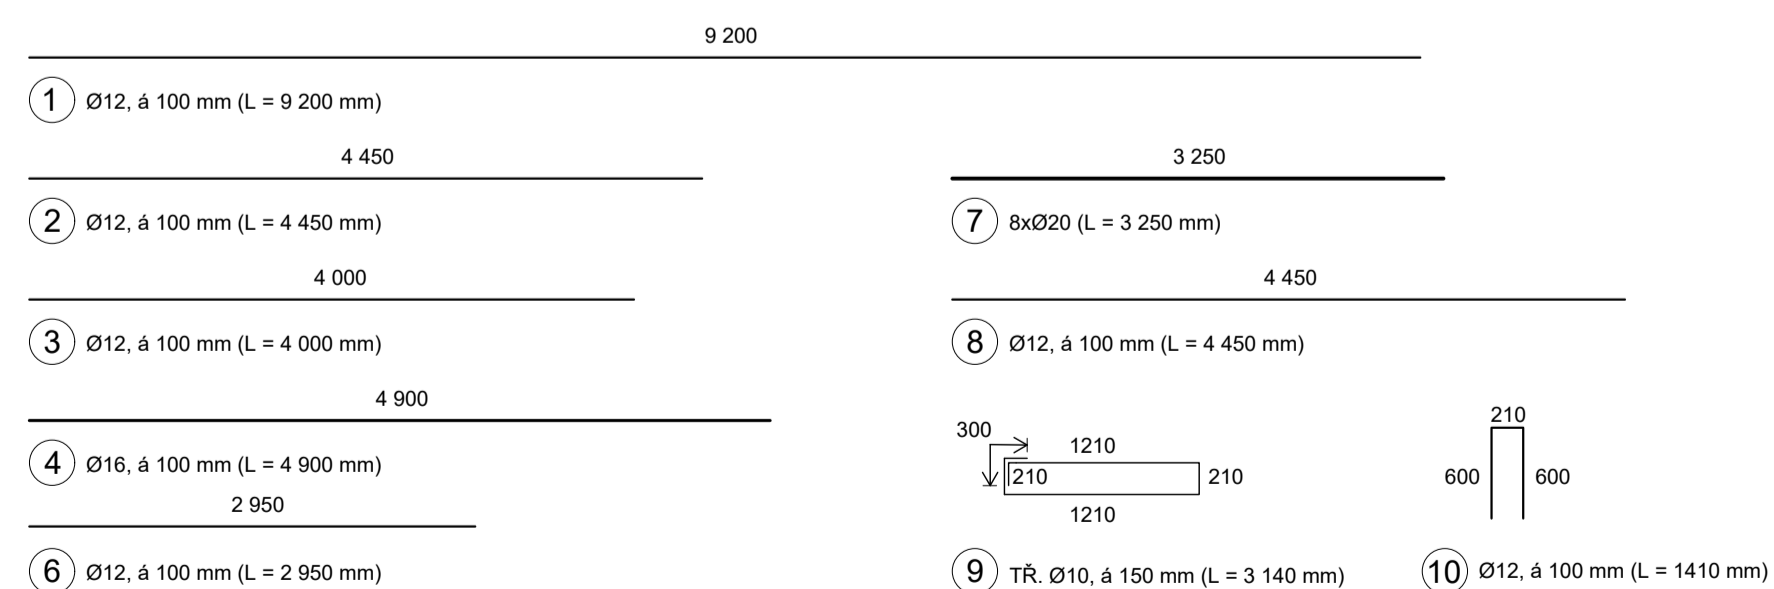 9 200
1 Ø12, á 100 mm (L = 9 200 mm)
4 450
2 Ø12, á 100 mm (L = 4 450 mm)
4 000
3 Ø12, á 100 mm (L = 4 000 mm)
4 900
4 Ø16, á 100 mm (L = 4 900 mm)
2 950
6 Ø12, á 100 mm (L = 2 950 mm)
3 250
7 8xØ20 (L = 3 250 mm)
4 450
8 Ø12, á 100 mm (L = 4 450 mm)
300
1210
210
210
1210
9 TŘ. Ø10, á 150 mm (L = 3 140 mm)
210
600
600
10 Ø12, á 100 mm (L = 1410 mm)